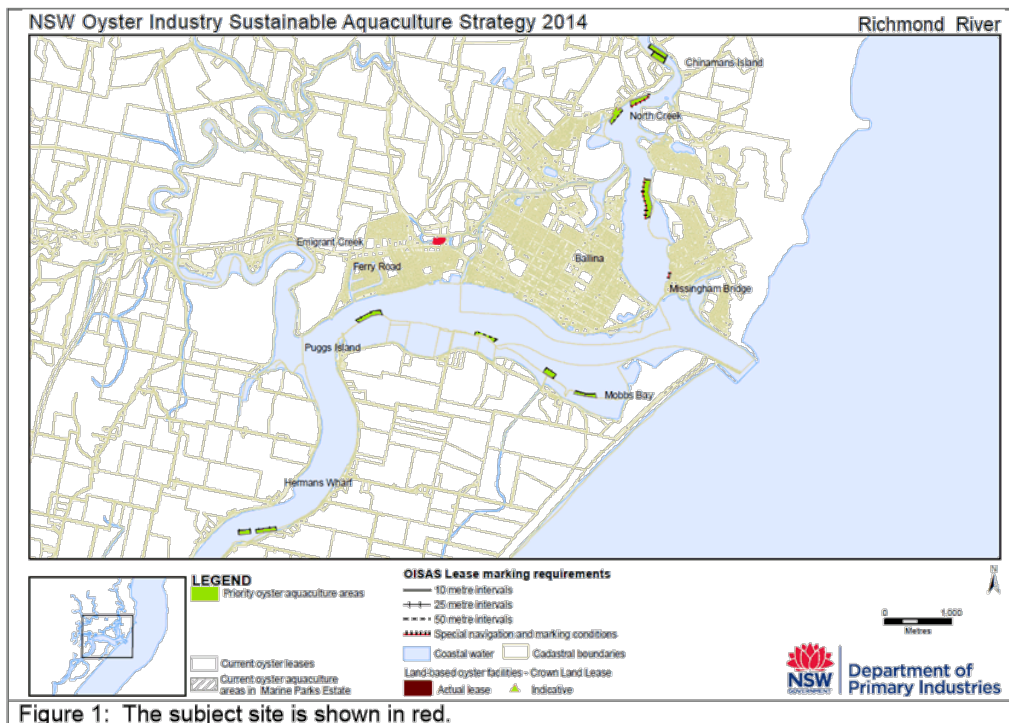 NSW Oyster Industry Sustainable Aquaculture Strategy 2014
Richmond River
Chinamans Island
North Creek
Emigrant Creek
Ferry Road
Ballina
Missingham Bridge
Puggs Island
Mobbs Bay
Hermans Wharf
LEGEND
Priority oyster aquaculture areas
Current oyster leases
Current oyster aquaculture
areas in Marine Parks Estate
OISAS Lease marking requirements
10 metre intervals
25 metre intervals
50 metre intervals
Special navigation and marking conditions
Coastal water
Cadastral boundaries
Land-based oyster facilities - Crown Land Lease
Actual lease
Indicative
N
0
1,000
Metres
NSW
GOVERNMENT
Department of
Primary Industries
Figure 1: The subject site is shown in red.